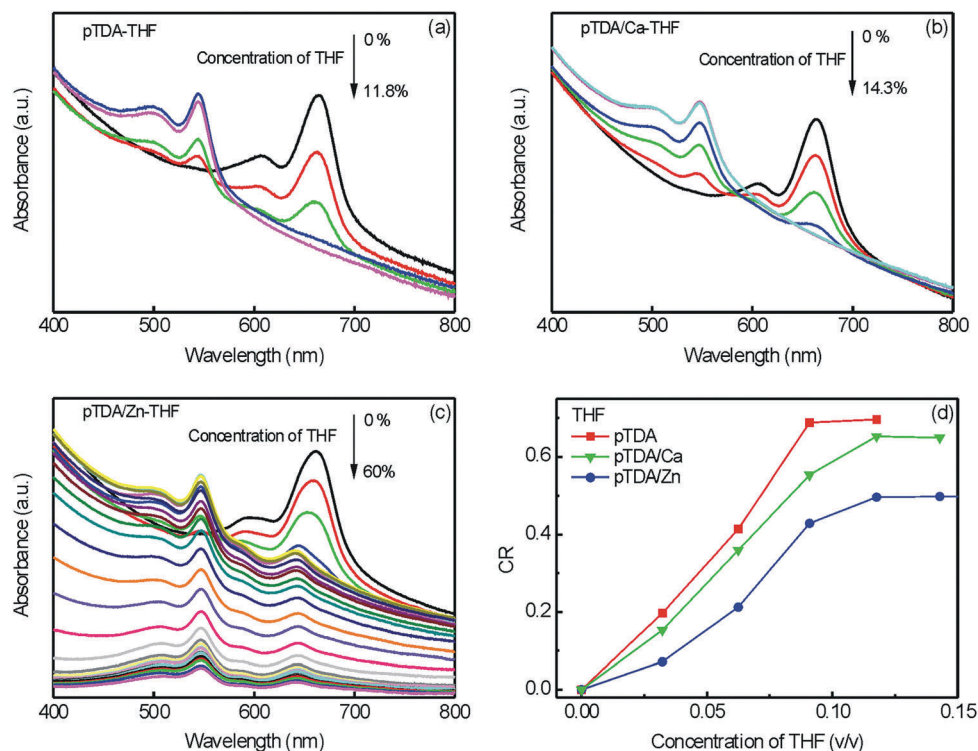 pTDA-THF
(a)
Concentration of THF
0 %
11.8%
Absorbance (a.u.)
400
500
600
700
800
Wavelength (nm)
pTDA/Ca-THF
(b)
Concentration of THF
0 %
14.3%
Absorbance (a.u.)
400
500
600
700
800
Wavelength (nm)
pTDA/Zn-THF
(c)
Concentration of THF
0 %
60%
Absorbance (a.u.)
400
500
600
700
800
Wavelength (nm)
(d)
THF
pTDA
pTDA/Ca
pTDA/Zn
CR
0.6
0.4
0.2
0.0
0.00
0.05
0.10
0.15
Concentration of THF (v/v)